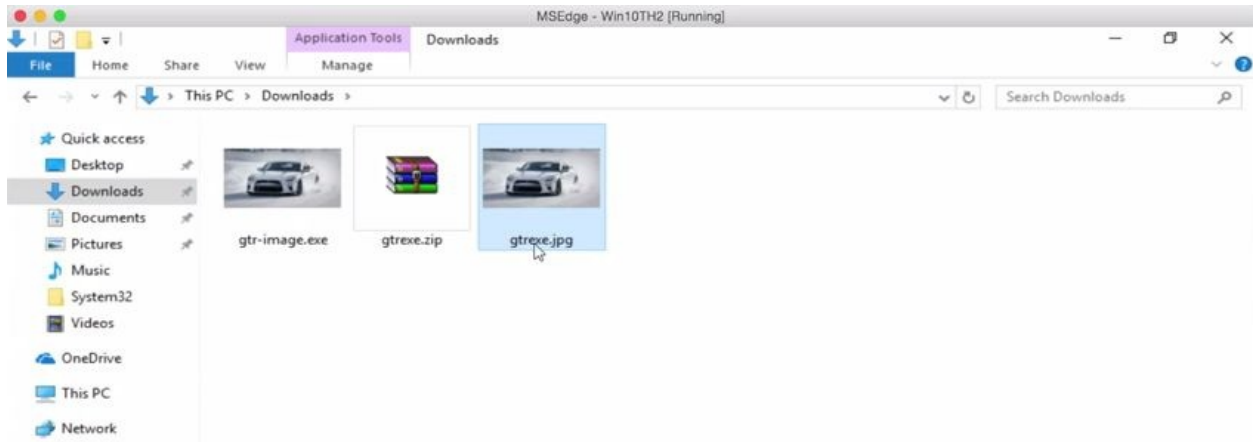 MSEdge - Win10TH2 [Running]
Application Tools Downloads
File Home Share View Manage
This PC > Downloads >
Search Downloads
Quick access
Desktop
Downloads
Documents
Pictures
Music
System32
Videos
OneDrive
This PC
Network
gtr-image.exe gtrexe.zip gtrexe.jpg